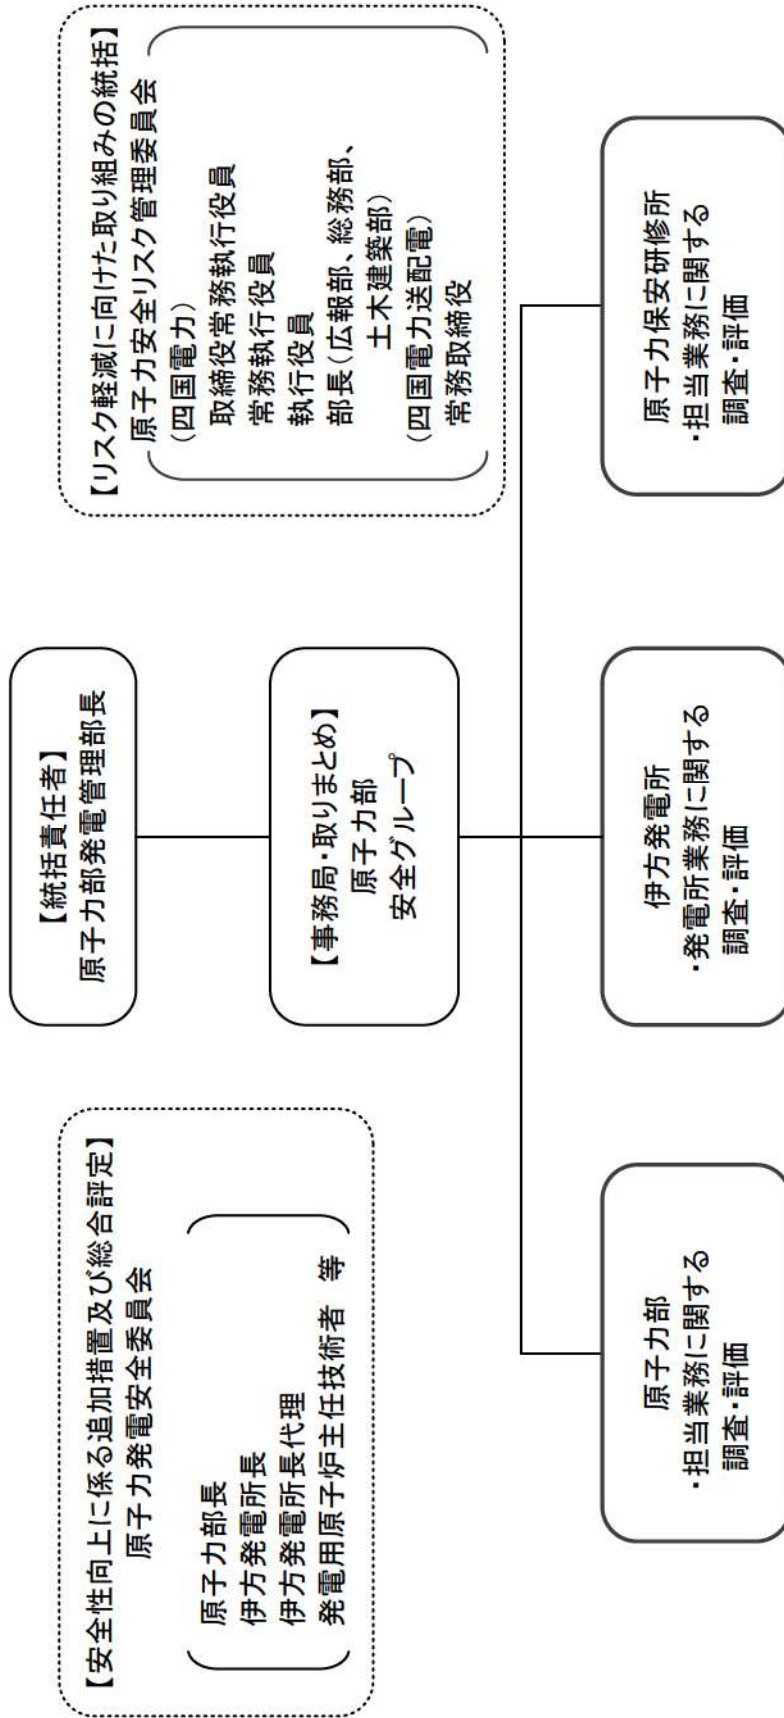 【安全性向上に係る追加措置及び総合評定】
原子力発電安全委員会
原子力部長
伊方発電所長
伊方発電所長代理
発電用原子炉主任技術者 等
【統括責任者】
原子力部発電管理部長
【リスク軽減に向けた取り組みの統括】
原子力安全リスク管理委員会
(四国電力)
取締役常務執行役員
常務執行役員
執行役員
部長(広報部、総務部、
土木建築部)
(四国電力送配電)
常務取締役
【事務局・取りまとめ】
原子力部
安全グループ
原子力部
・担当業務に関する
調査・評価
伊方発電所
・発電所業務に関する
調査・評価
原子力保安研修所
・担当業務に関する
調査・評価